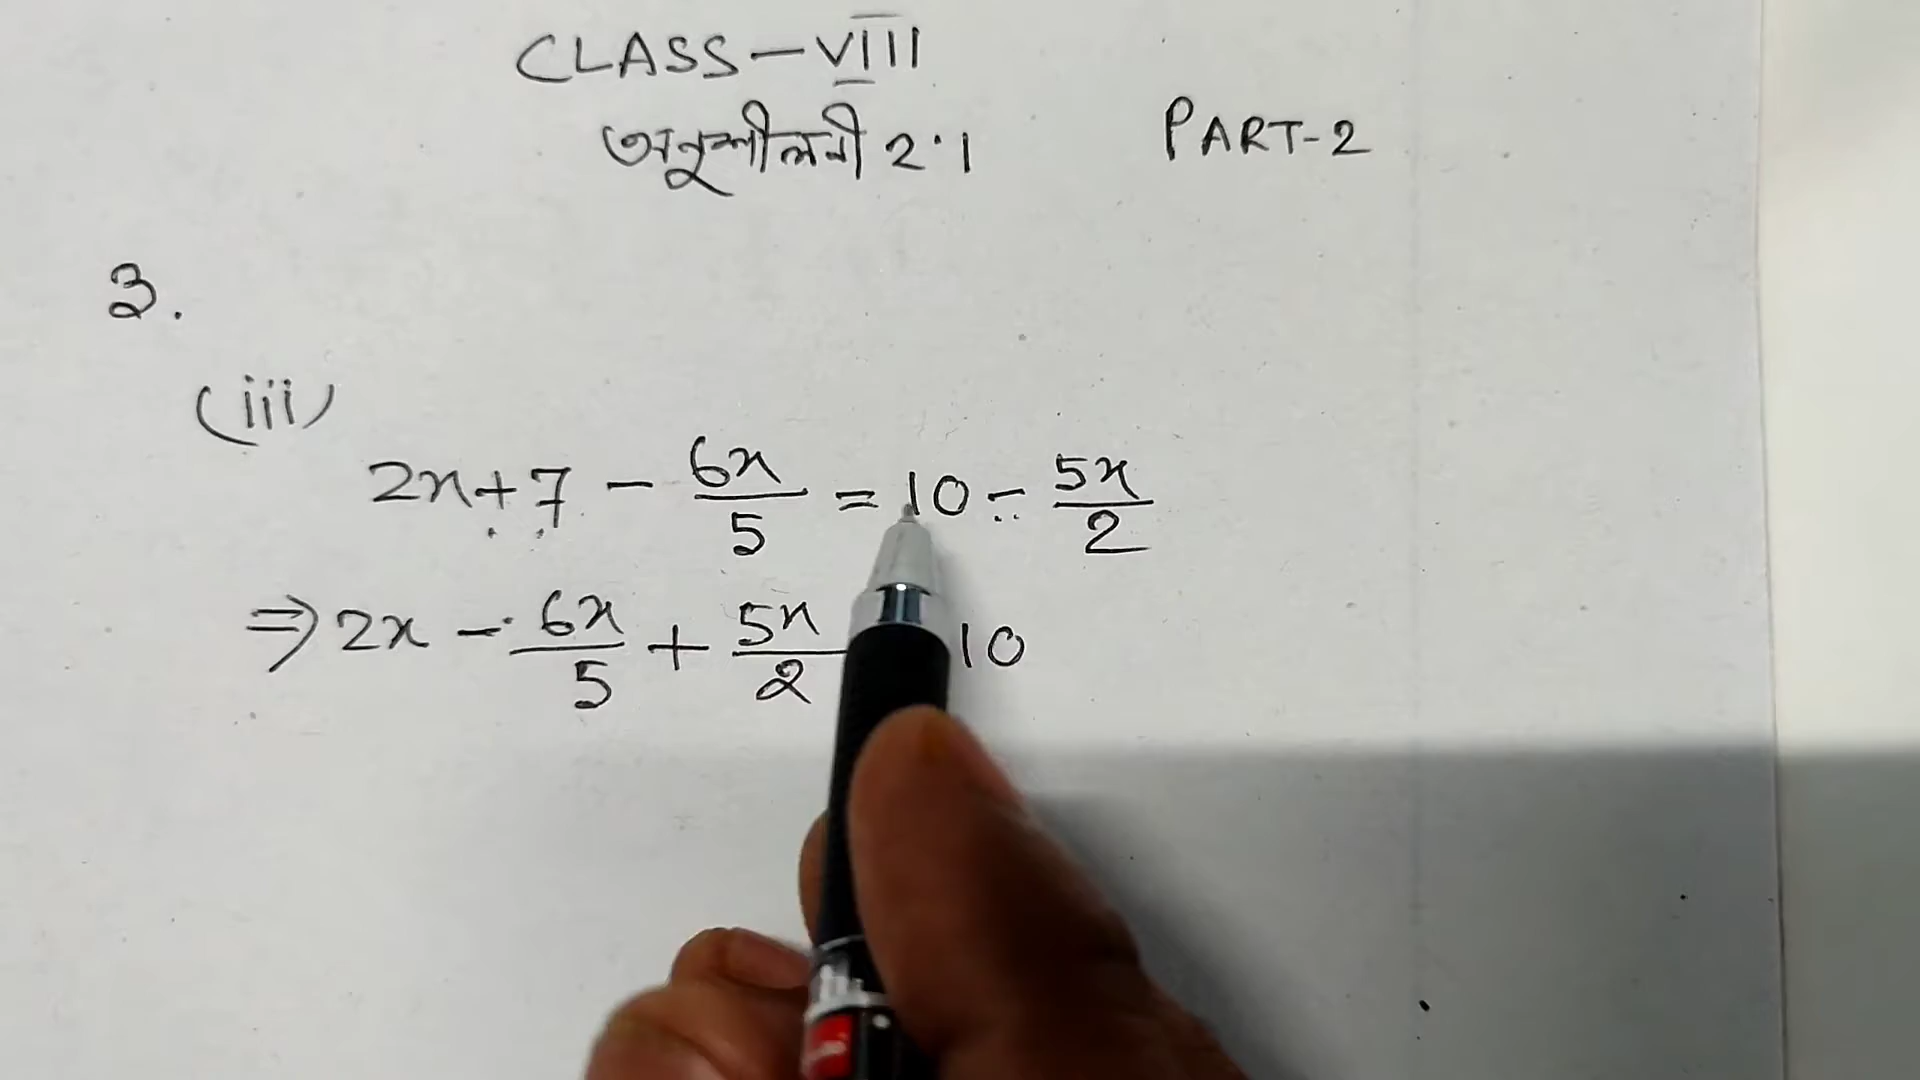 CLASS-VIII
অনুশীলনী 2.1
PART-2
3.
(iii)
2x+7 - 6x/5 = 10 - 5x/2
⇒ 2x - 6x/5 + 5x/2 10